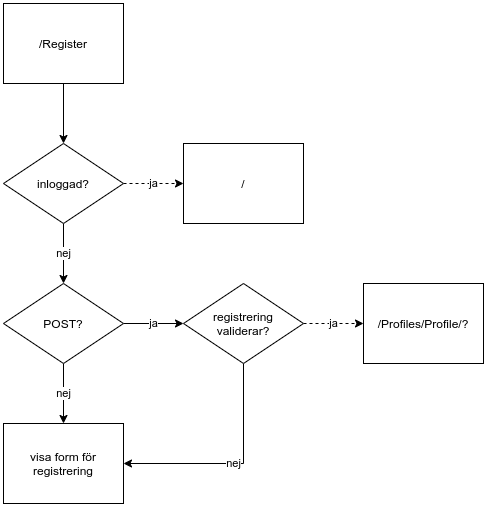 /Register
inloggad?
ja
/
nej
POST?
ja
registrering
validerar?
ja
/Profiles/Profile/?
nej
visa form för
registrering
nej